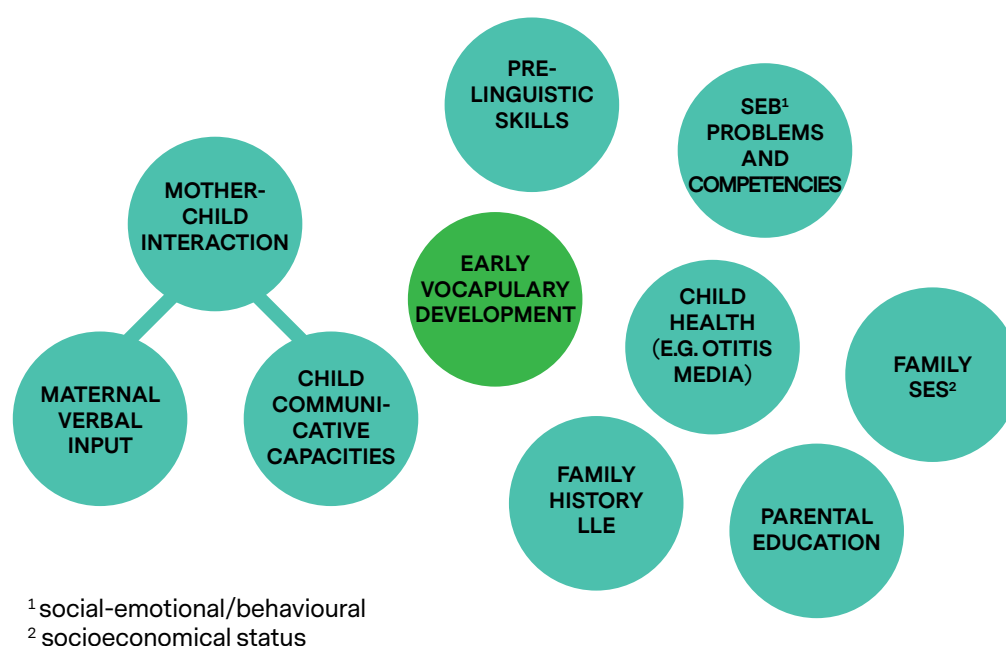 PRE-
LINGUISTIC
SKILLS
SEB¹
PROBLEMS
AND
COMPETENCIES
MOTHER-
CHILD
INTERACTION
EARLY
VOCAPULARY
DEVELOPMENT
CHILD
HEALTH
(E.G. OTITIS
MEDIA)
FAMILY
SES²
MATERNAL
VERBAL
INPUT
CHILD
COMMUNI-
CATIVE
CAPACITIES
FAMILY
HISTORY
LLE
PARENTAL
EDUCATION
¹ social-emotional/behavioural
² socioeconomical status